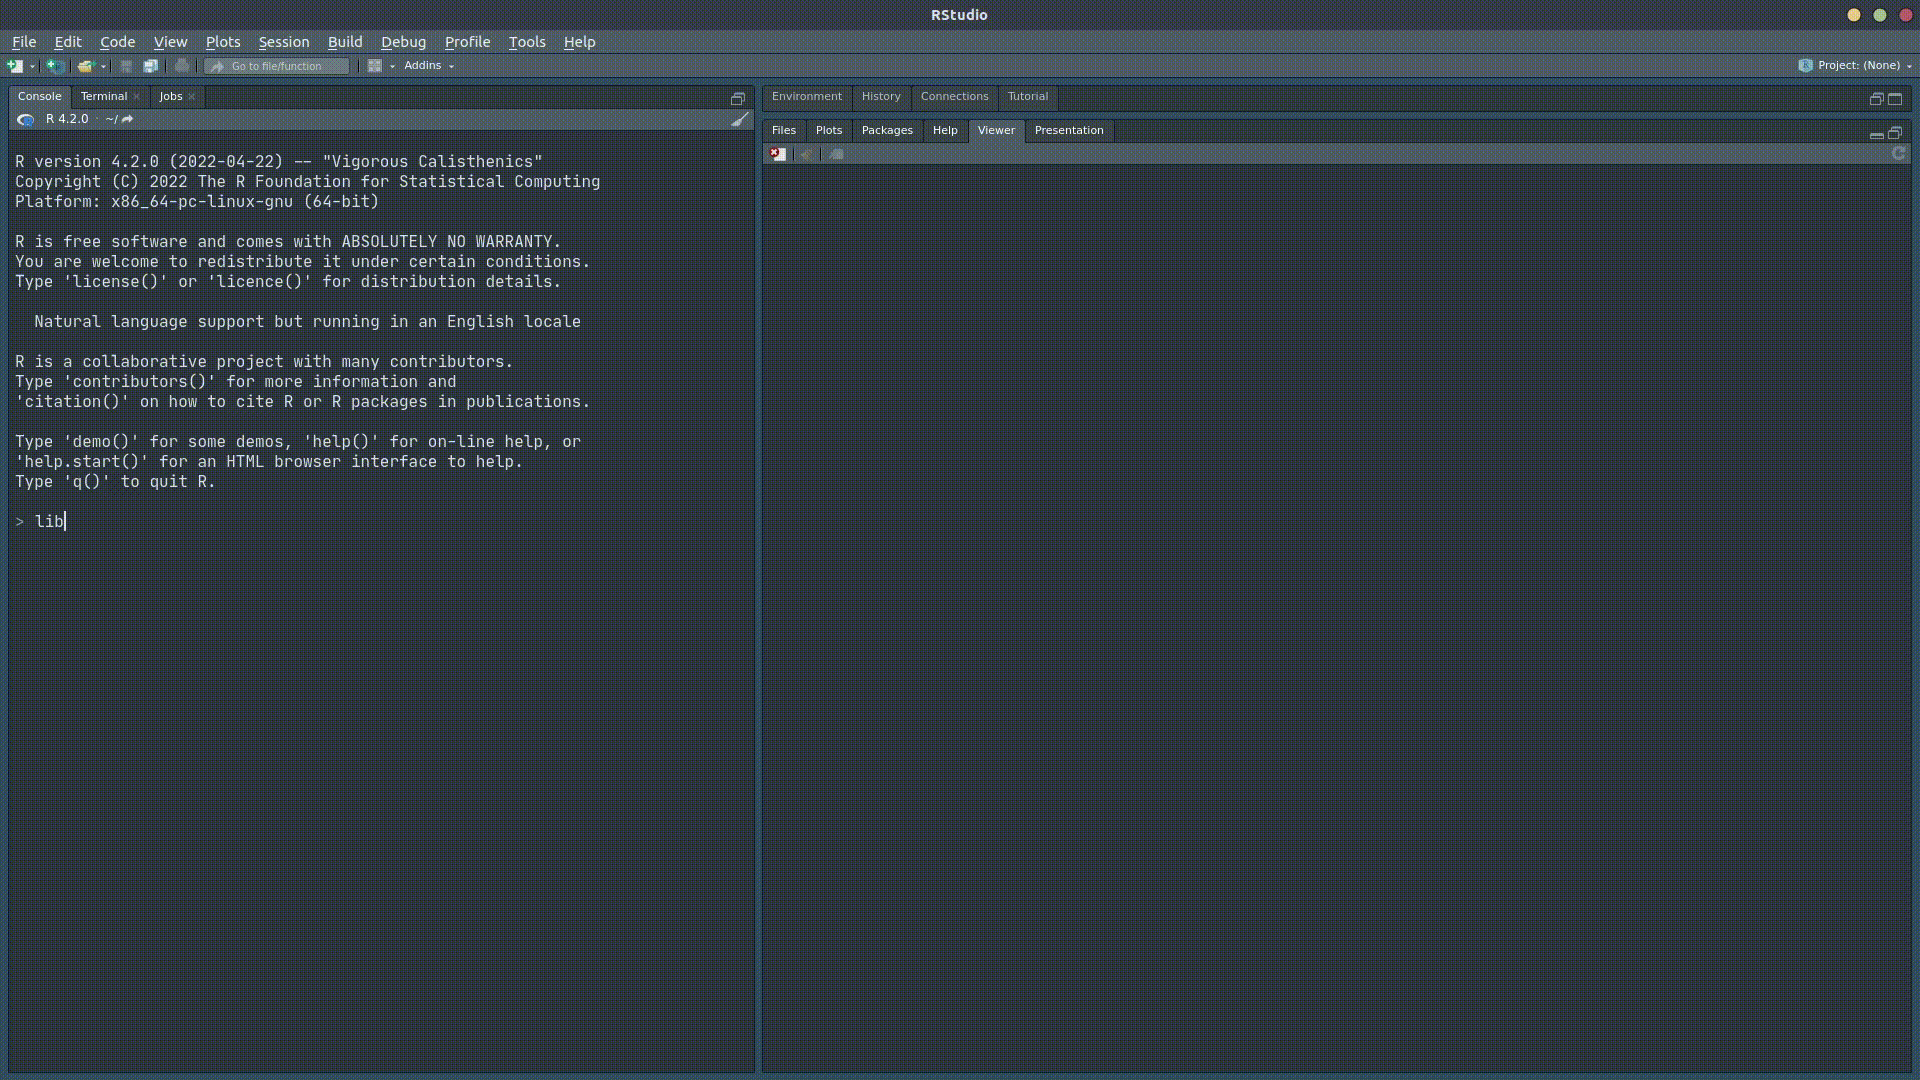 RStudio
File Edit Code View Plots Session Build Debug Profile Tools Help
Go to file/function Addins Project: (None)
Console Terminal Jobs
R 4.2.0 · ~/
R version 4.2.0 (2022-04-22) -- "Vigorous Calisthenics"
Copyright (C) 2022 The R Foundation for Statistical Computing
Platform: x86_64-pc-linux-gnu (64-bit)
R is free software and comes with ABSOLUTELY NO WARRANTY.
You are welcome to redistribute it under certain conditions.
Type 'license()' or 'licence()' for distribution details.
Natural language support but running in an English locale
R is a collaborative project with many contributors.
Type 'contributors()' for more information and
'citation()' on how to cite R or R packages in publications.
Type 'demo()' for some demos, 'help()' for on-line help, or
'help.start()' for an HTML browser interface to help.
Type 'q()' to quit R.
> lib
Environment History Connections Tutorial
Files Plots Packages Help Viewer Presentation